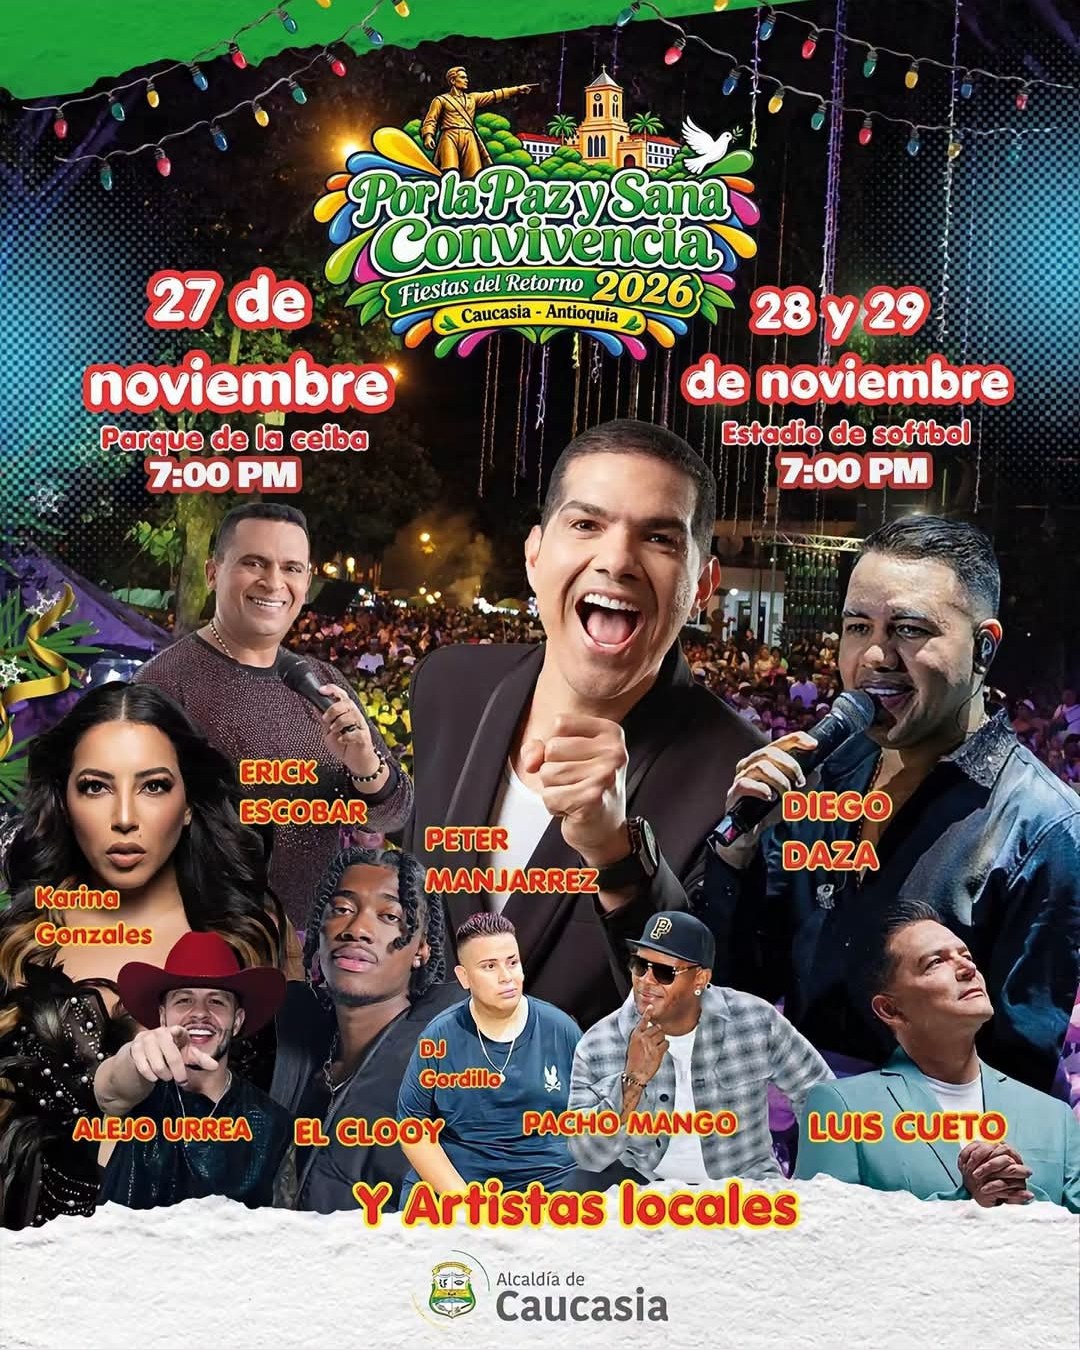 Por la Paz y Sana
Convivencia
Fiestas del Retorno 2026
Caucasia - Antioquia
27 de
noviembre
Parque de la ceiba
7:00 PM
28 y 29
de noviembre
Estadio de softbol
7:00 PM
ERICK
ESCOBAR
PETER
MANJARREZ
DIEGO
DAZA
Karina
Gonzales
DJ
Gordillo
ALEJO URREA
EL CLOOY
PACHO MANGO
LUIS CUETO
Y Artistas locales
Alcaldía de
Caucasia